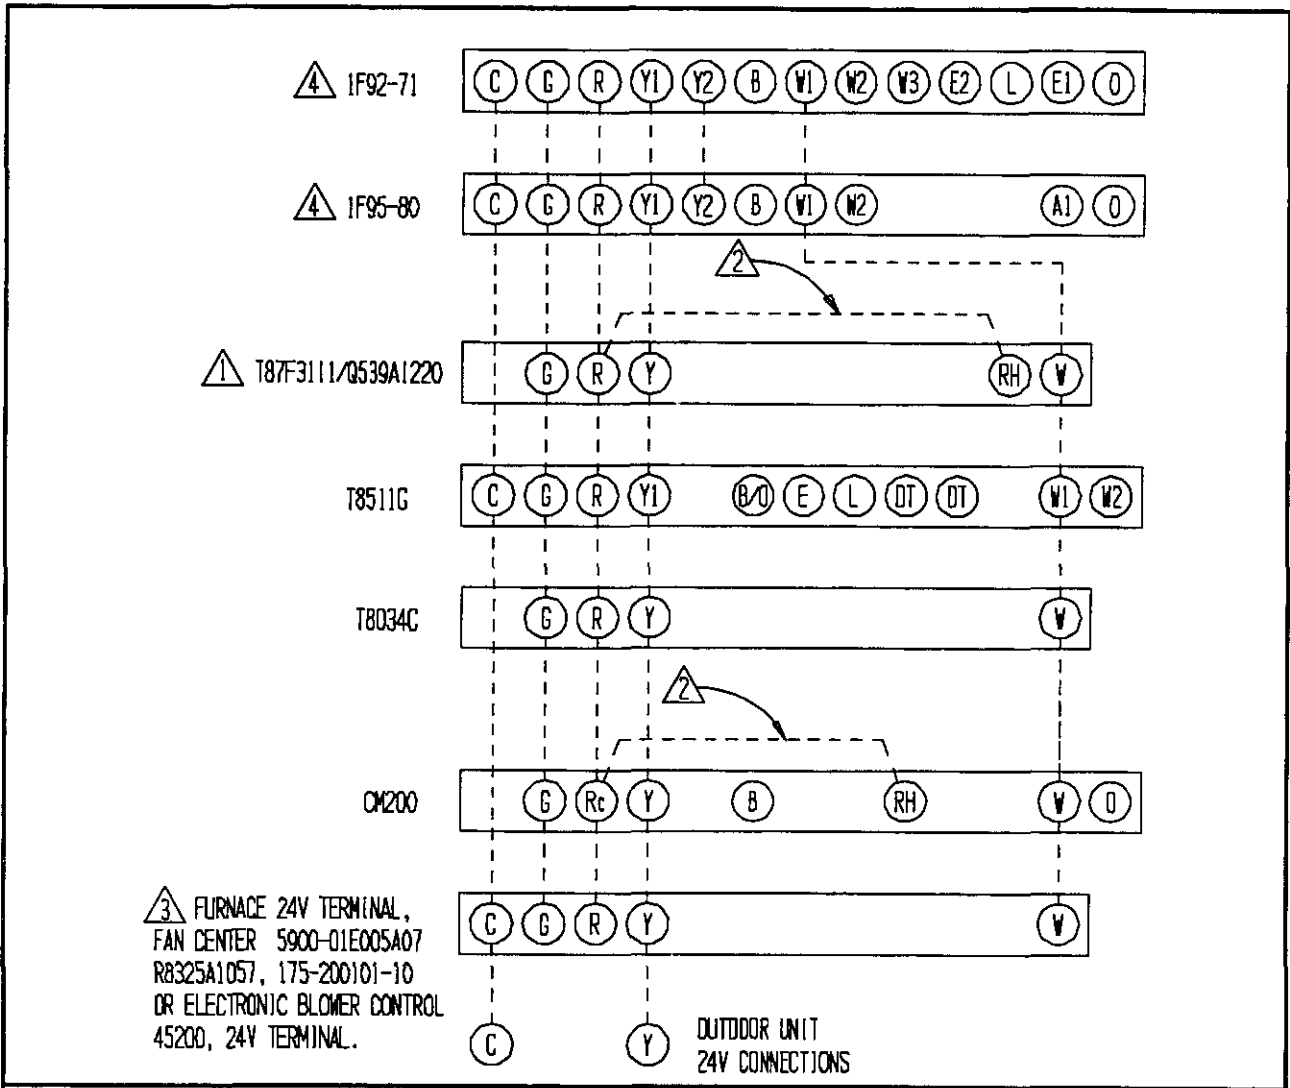 4 1F92-71 C G R Y1 Y2 B W1 W2 W3 E2 L E1 O
4 1F95-80 C G R Y1 Y2 B W1 W2 A1 O
2
1 T87F3111/Q539A1220 G R Y RH W
T8511G C G R Y1 B/O E L DT DT W1 W2
T8034C G R Y W
2
CM200 G Rc Y B RH W O
3 FURNACE 24V TERMINAL, C G R Y W
FAN CENTER 5900-01E005A07
R8325A1057, 175-200101-10
OR ELECTRONIC BLOWER CONTROL
45200, 24V TERMINAL.
C Y OUTDOOR UNIT
24V CONNECTIONS